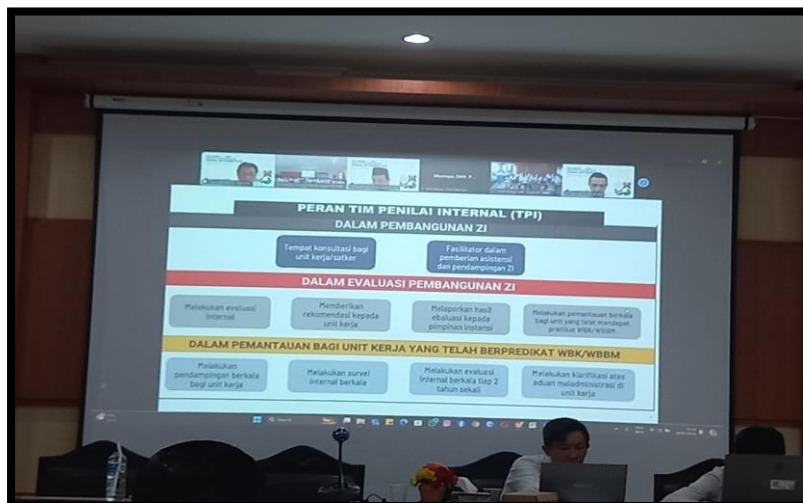 PERAN TIM PENILAI INTERNAL (TPI)
DALAM PEMBANGUNAN ZI
Tempat konsultasi bagi
unit kerja/satker
Fasilitator dalam
pemberian asistensi
dan pendampingan ZI
DALAM EVALUASI PEMBANGUNAN ZI
Melakukan evaluasi
internal
Memberikan
rekomendasi kepada
unit kerja
Melaporkan hasil
ebaluasi kepada
pimpinan instansi
Melakukan pemantauan berkala
bagi unit yang telat mendapat
predikat WBK/WBBM
DALAM PEMANTAUAN BAGI UNIT KERJA YANG TELAH BERPREDIKAT WBK/WBBM
Melakukan
pendampingan berkala
bagi unit kerja
Melakukan survei
internal berkala
Melakukan evaluasi
internal berkala tiap 2
tahun sekali
Melakukan klarifikasi atas
aduan maladministrasi di
unit kerja
Search